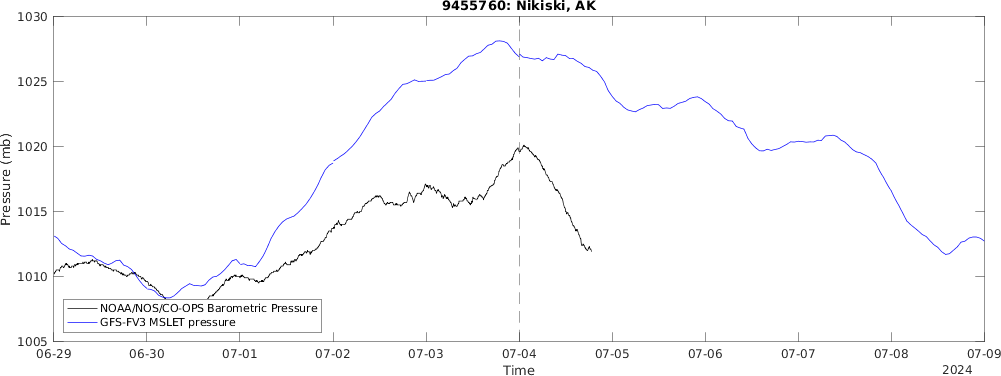 9455760: Nikiski, AK
1030
1025
1020
1015
1010
1005
Pressure (mb)
NOAA/NOS/CO-OPS Barometric Pressure
GFS-FV3 MSLET pressure
06-29 06-30 07-01 07-02 07-03 07-04 07-05 07-06 07-07 07-08 07-09
Time
2024